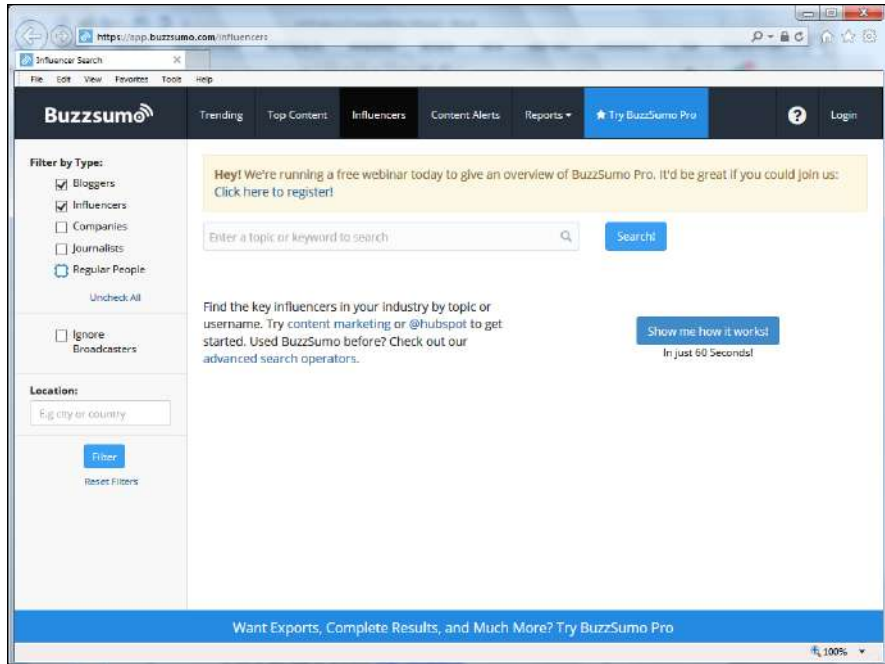 https://app.buzzsumo.com/influencers
Influencer Search
File Edit View Favorites Tools Help
Buzzsumo
Trending Top Content Influencers Content Alerts Reports Try BuzzSumo Pro ? Login
Filter by Type:
Bloggers
Influencers
Companies
Journalists
Regular People
Uncheck All
Ignore
Broadcasters
Location:
E.g city or country
Filter
Reset Filters
Hey! We're running a free webinar today to give an overview of BuzzSumo Pro. It'd be great if you could join us:
Click here to register!
Enter a topic or keyword to search
Search!
Find the key influencers in your industry by topic or
username. Try content marketing or @hubspot to get
started. Used BuzzSumo before? Check out our
advanced search operators.
Show me how it works!
In just 60 Seconds!
Want Exports, Complete Results, and Much More? Try BuzzSumo Pro
100%